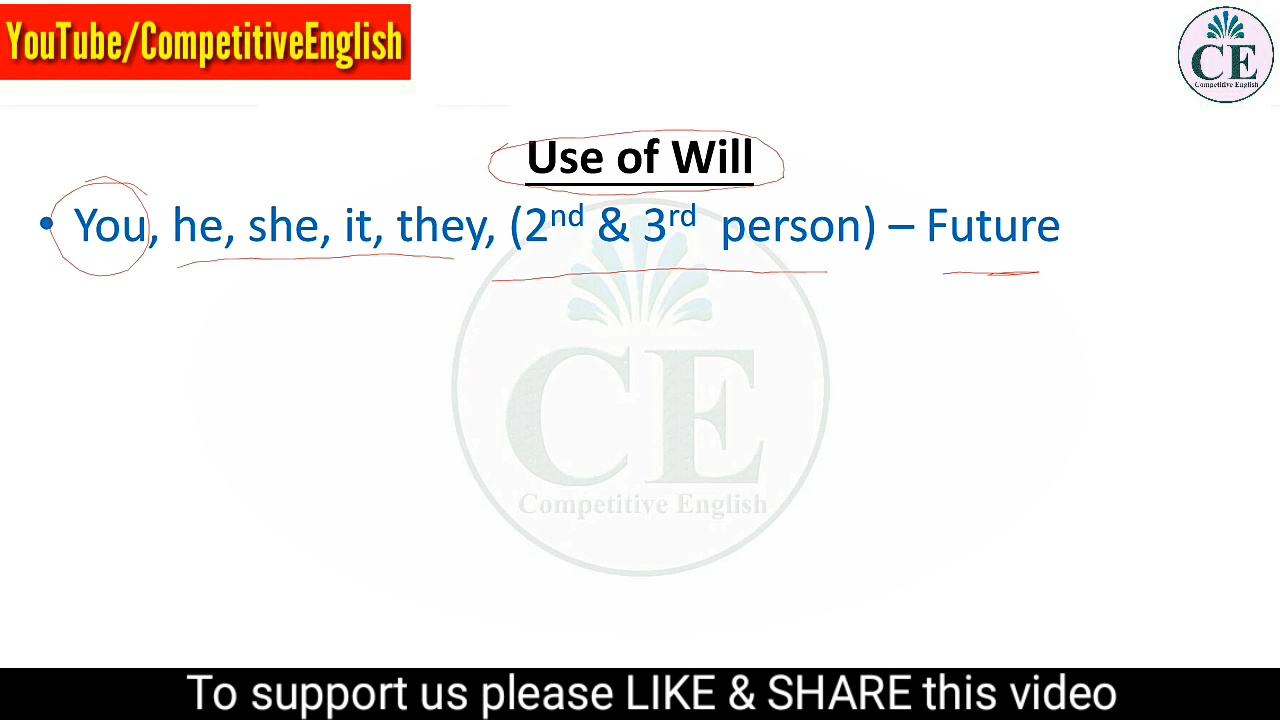 YouTube/CompetitiveEnglish
CE
Competitive English
Use of Will
• You, he, she, it, they, (2nd & 3rd person) – Future
CE
Competitive English
To support us please LIKE & SHARE this video